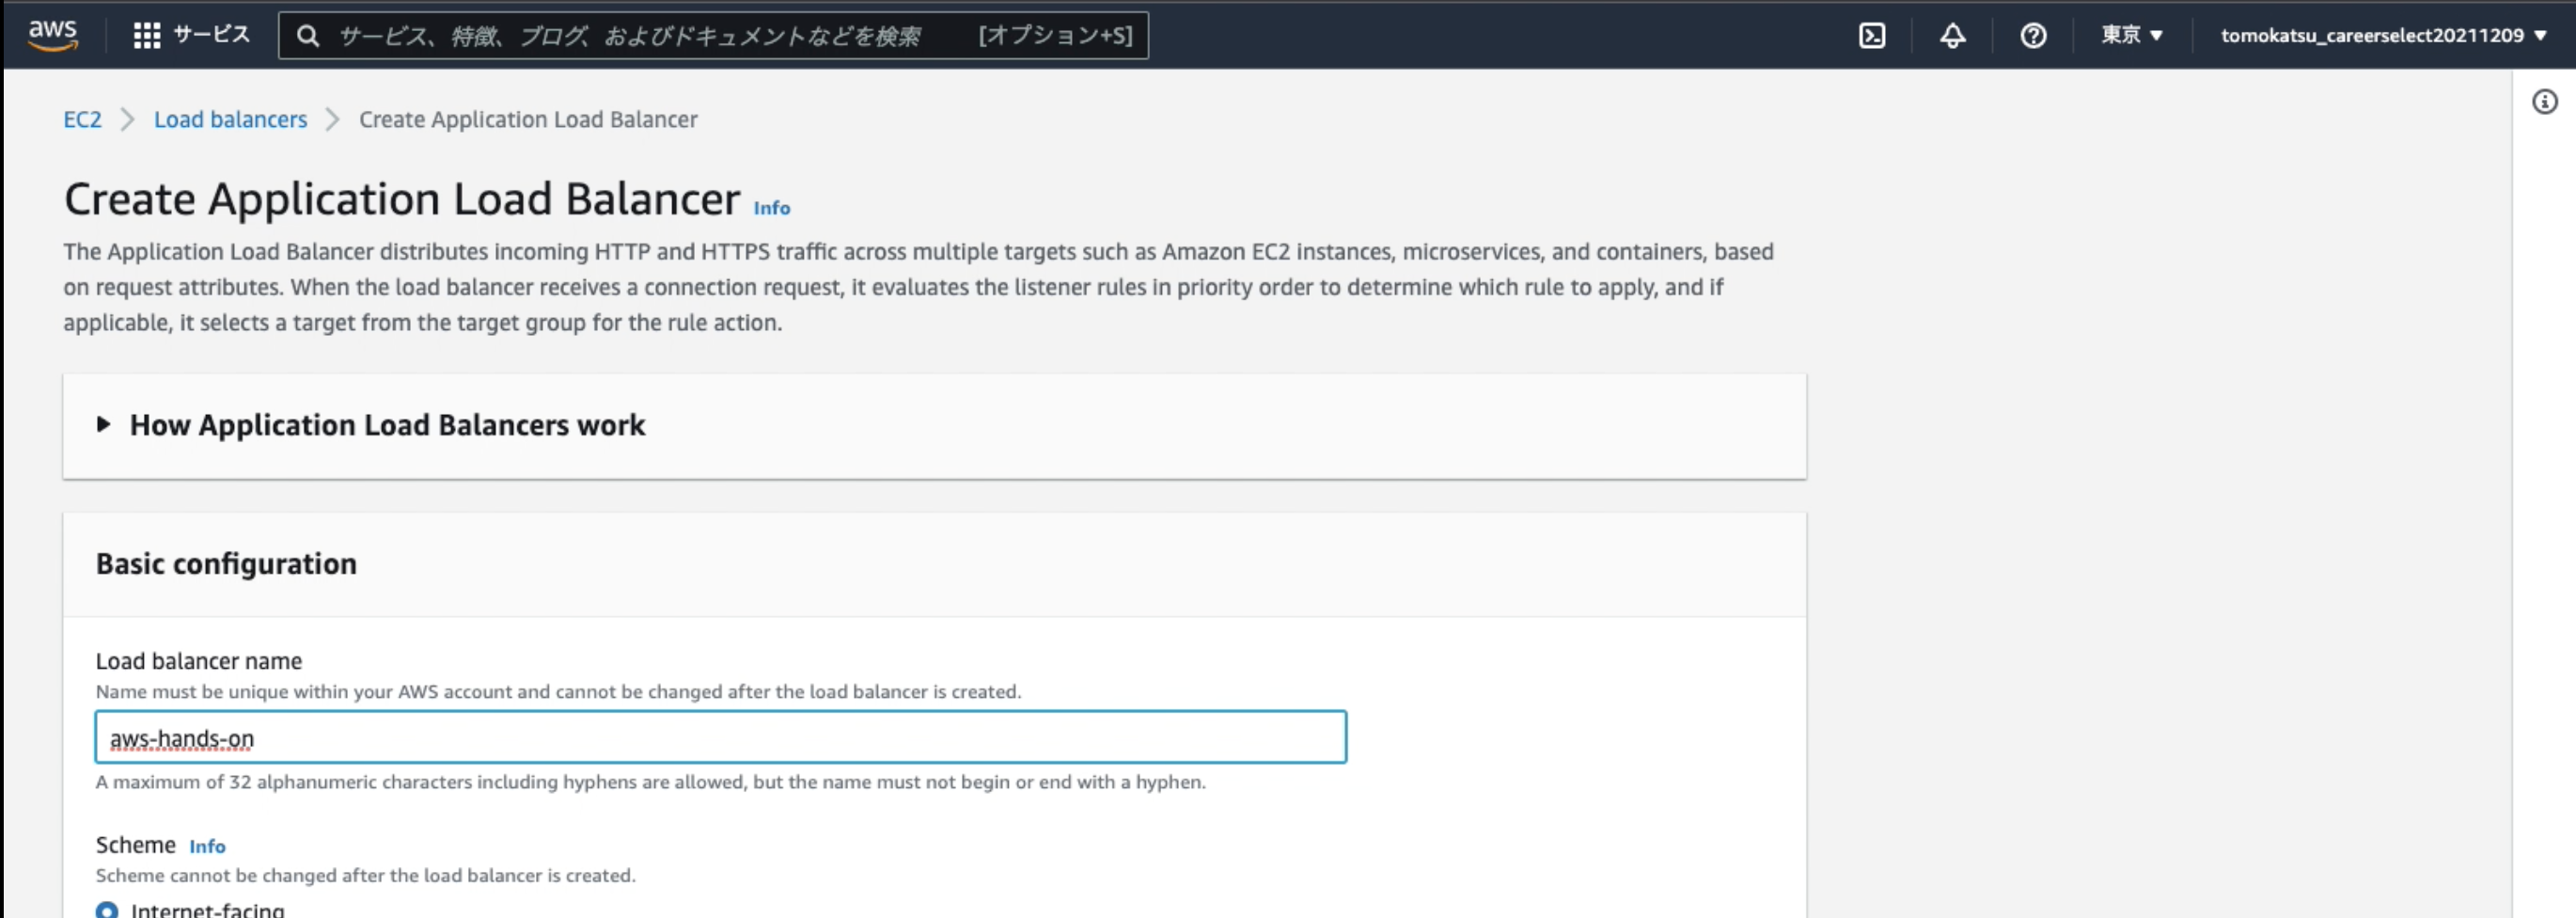 aws サービス サービス、特徴、ブログ、およびドキュメントなどを検索 [オプション+S] 東京 ▼ tomokatsu_careerselect20211209 ▼
EC2 > Load balancers > Create Application Load Balancer
Create Application Load Balancer Info
The Application Load Balancer distributes incoming HTTP and HTTPS traffic across multiple targets such as Amazon EC2 instances, microservices, and containers, based
on request attributes. When the load balancer receives a connection request, it evaluates the listener rules in priority order to determine which rule to apply, and if
applicable, it selects a target from the target group for the rule action.
How Application Load Balancers work
Basic configuration
Load balancer name
Name must be unique within your AWS account and cannot be changed after the load balancer is created.
aws-hands-on
A maximum of 32 alphanumeric characters including hyphens are allowed, but the name must not begin or end with a hyphen.
Scheme Info
Scheme cannot be changed after the load balancer is created.
Internet-facing